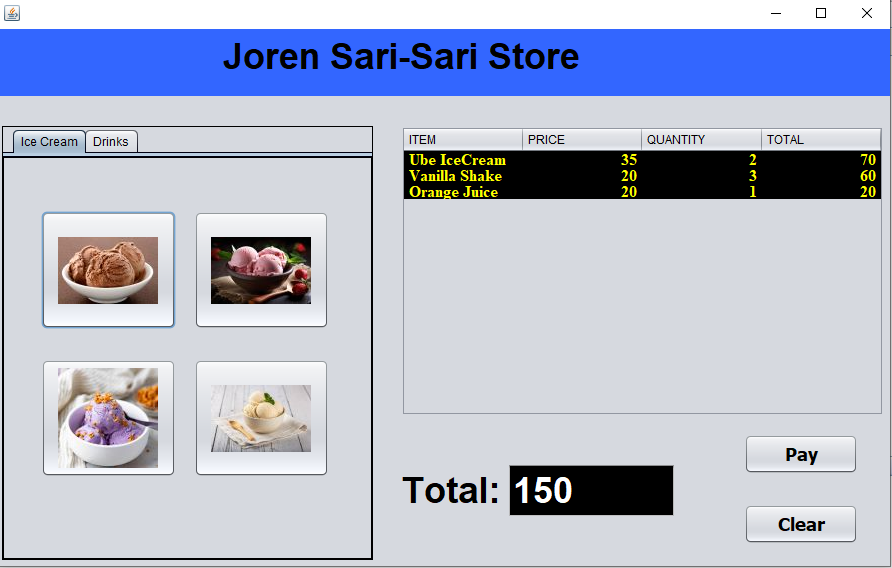 Joren Sari-Sari Store
Ice Cream Drinks
ITEM PRICE QUANTITY TOTAL
Ube IceCream 35 2 70
Vanilla Shake 20 3 60
Orange Juice 20 1 20
Total: 150
Pay
Clear